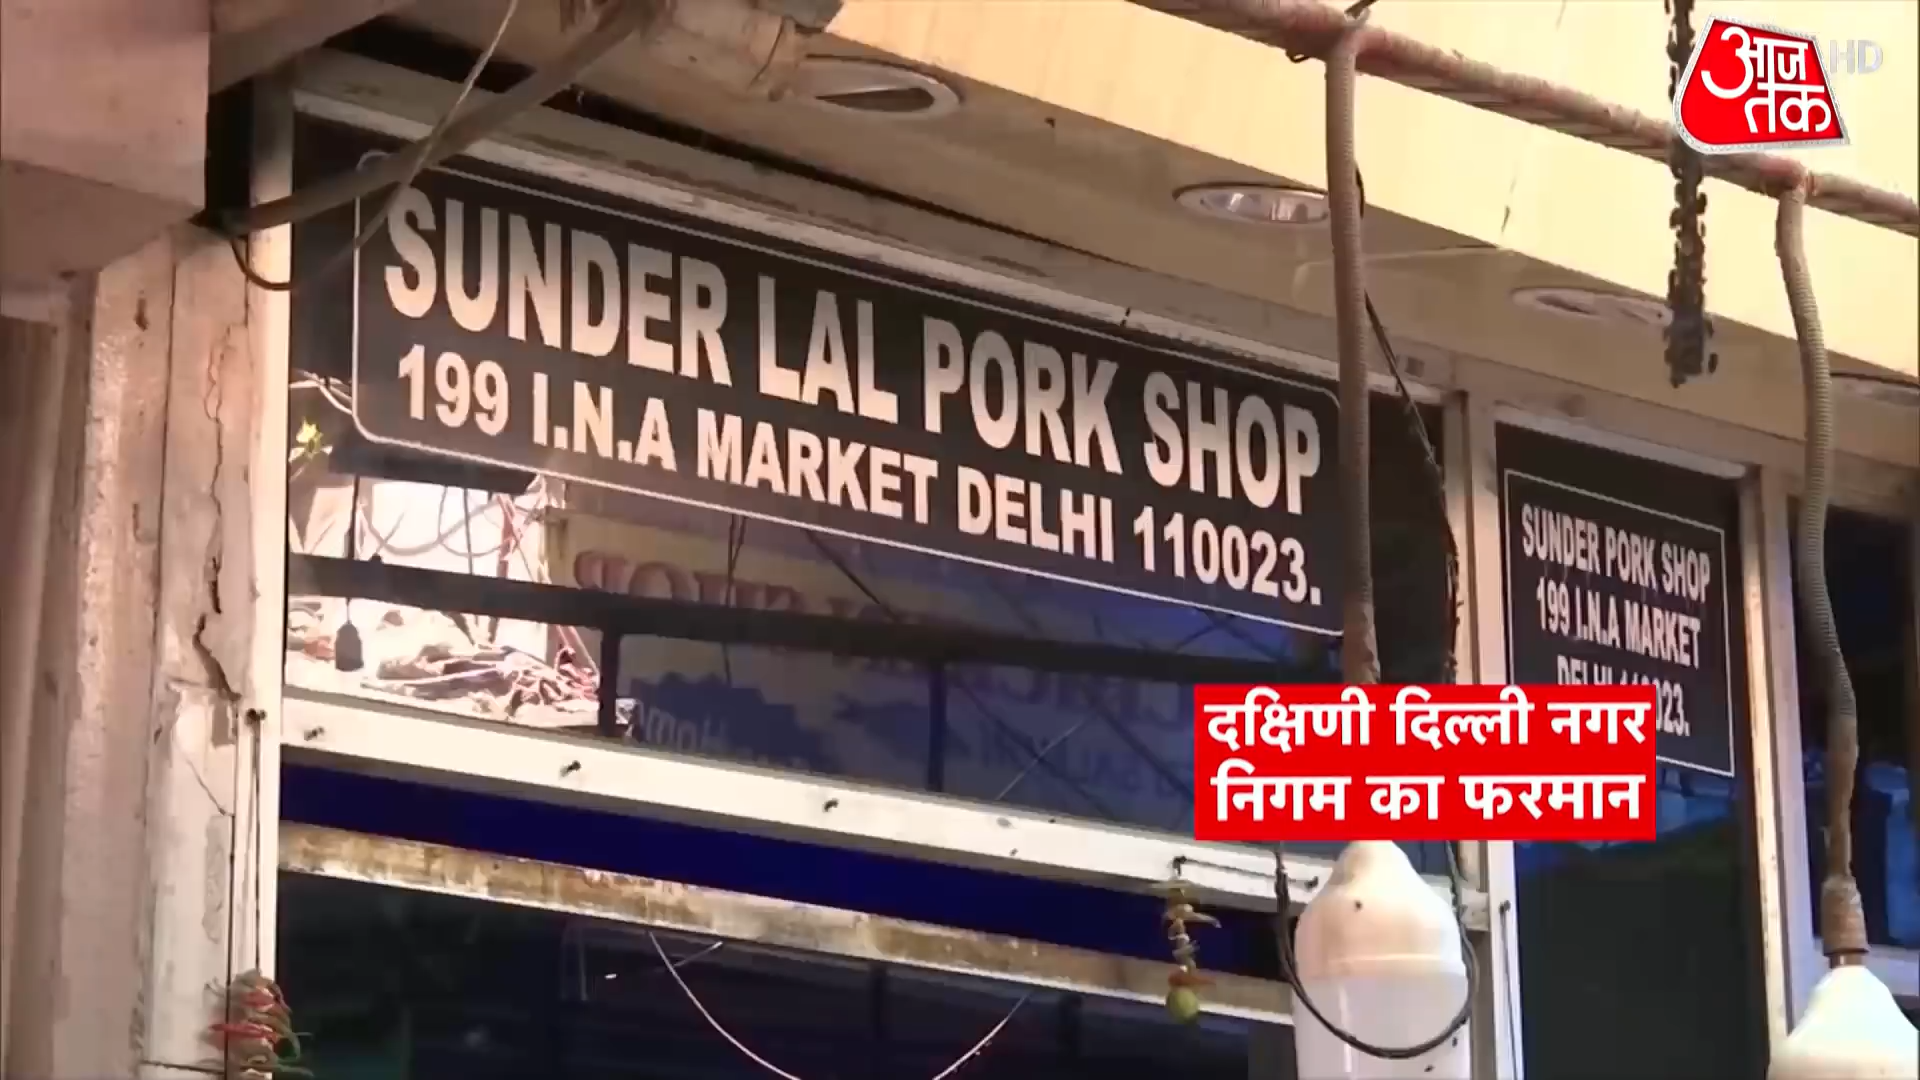 आज तक HD
SUNDER LAL PORK SHOP
199 I.N.A MARKET DELHI 110023.
SUNDER PORK SHOP
199 I.N.A MARKET
दक्षिणी दिल्ली नगर
निगम का फरमान